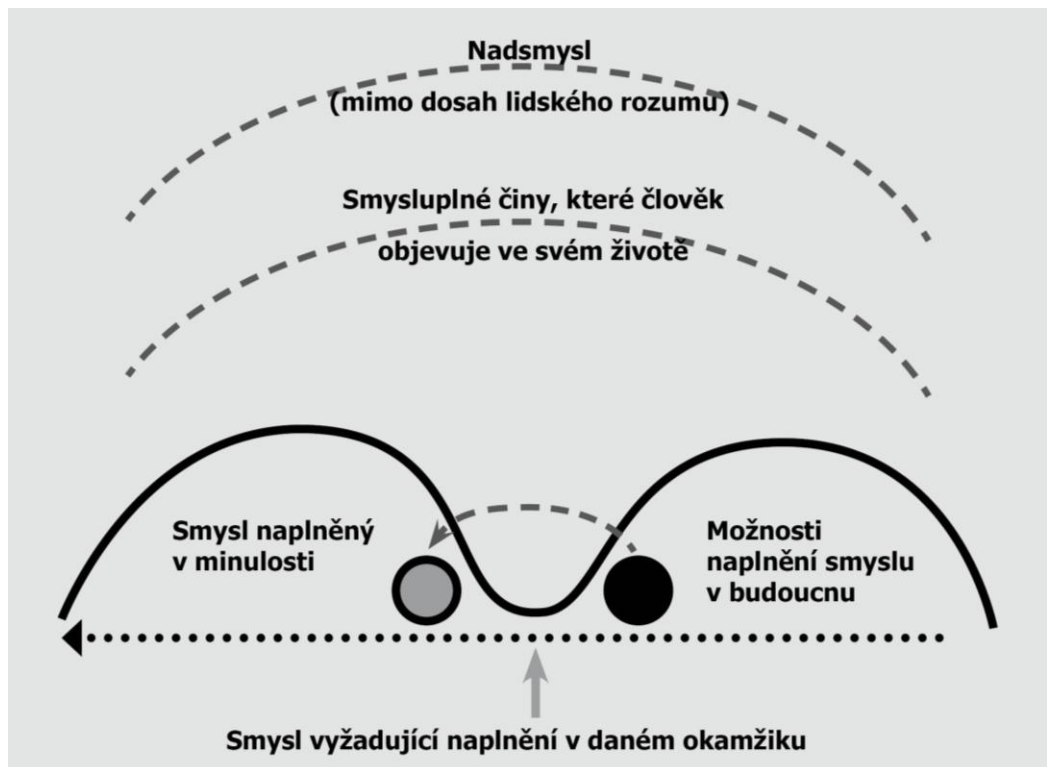 Nadsmysl
(mimo dosah lidského rozumu)
Smysluplné činy, které člověk
objevuje ve svém životě
Smysl naplněný
v minulosti
Možnosti
naplnění smyslu
v budoucnu
Smysl vyžadující naplnění v daném okamžiku